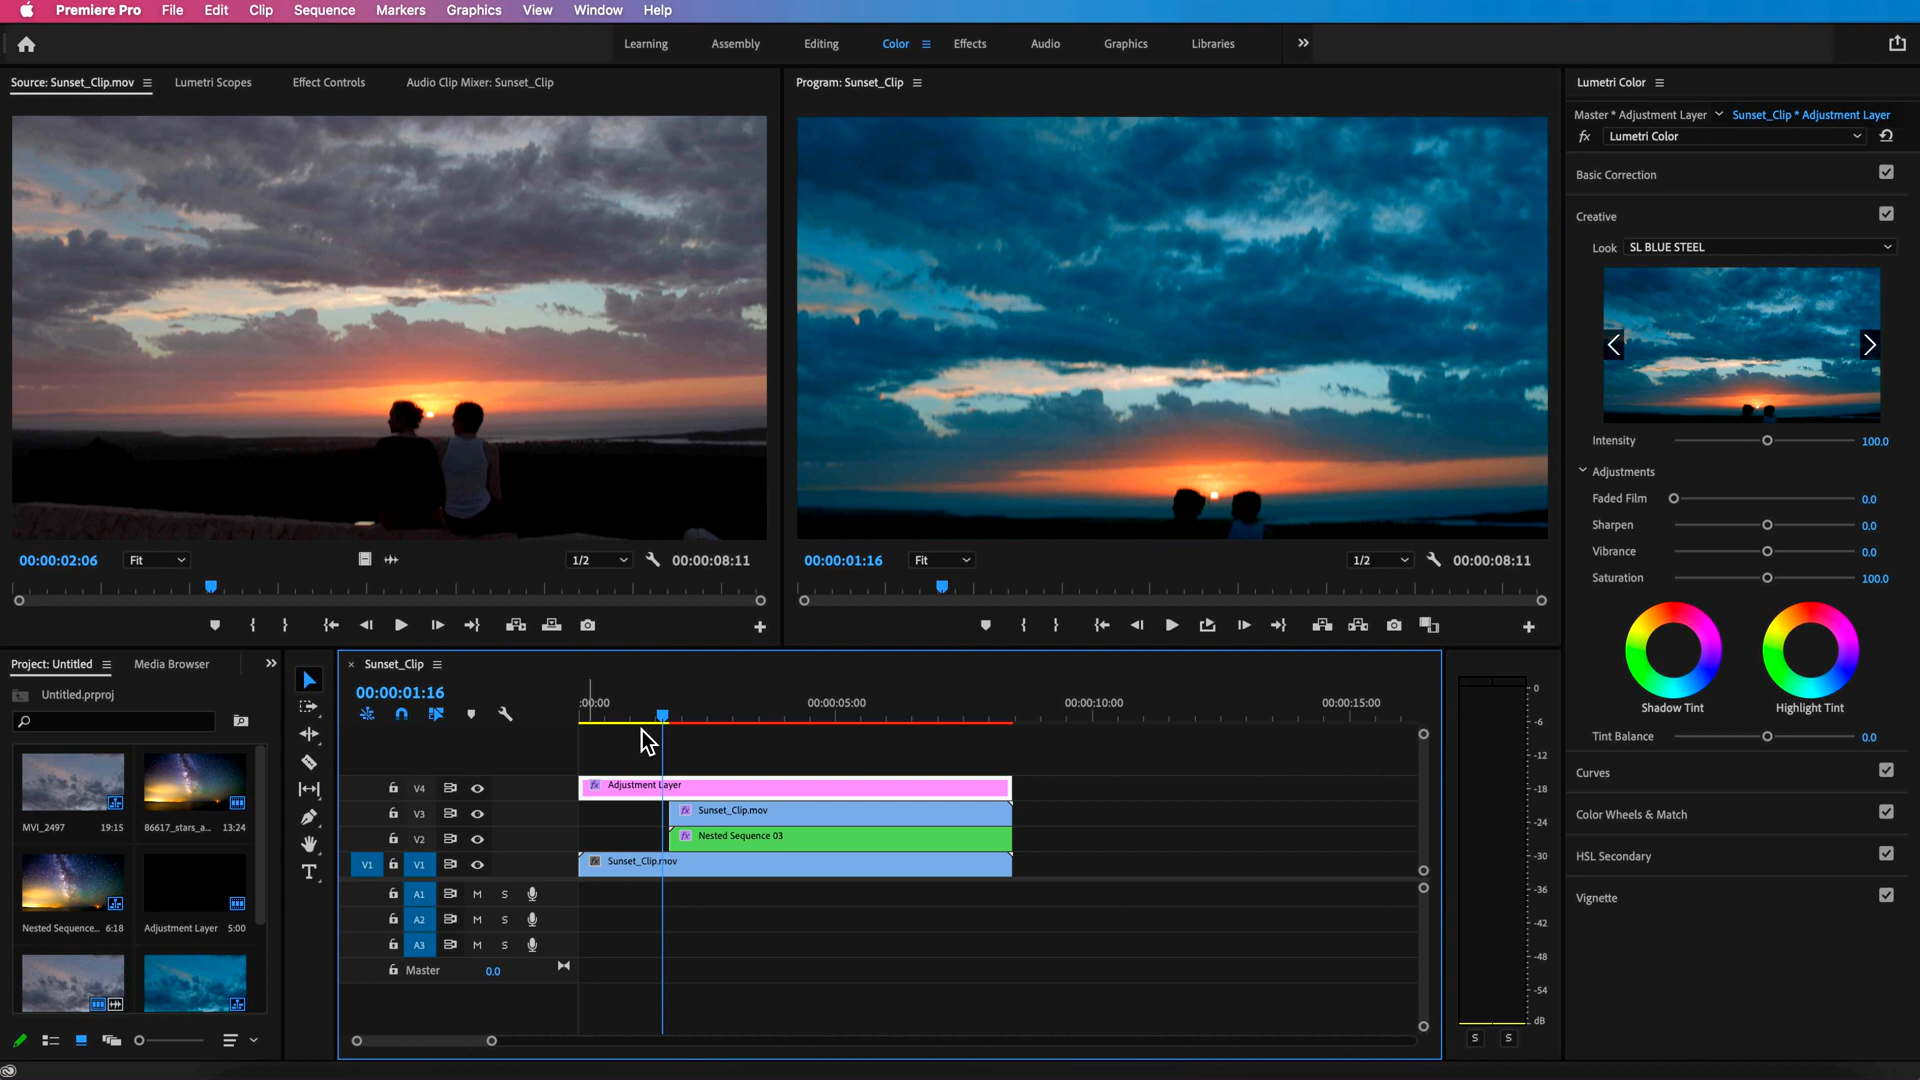 Premiere Pro File Edit Clip Sequence Markers Graphics View Window Help
Learning Assembly Editing Color Effects Audio Graphics Libraries
Source: Sunset_Clip.mov Lumetri Scopes Effect Controls Audio Clip Mixer: Sunset_Clip
Program: Sunset_Clip
Lumetri Color
Master * Adjustment Layer Sunset_Clip * Adjustment Layer
fx Lumetri Color
Basic Correction
Creative
Look SL BLUE STEEL
Intensity 100.0
Adjustments
Faded Film 0.0
Sharpen 0.0
Vibrance 0.0
Saturation 100.0
Shadow Tint Highlight Tint
Tint Balance 0.0
Curves
Color Wheels & Match
HSL Secondary
Vignette
00:00:02:06 Fit 1/2 00:00:08:11
00:00:01:16 Fit 1/2 00:00:08:11
Project: Untitled Media Browser
Untitled.prproj
MVI_2497 19:15 86617_stars_a... 13:24
Nested Sequence... 6:18 Adjustment Layer 5:00
Sunset_Clip
00:00:01:16
:00:00 00:00:05:00 00:00:10:00 00:00:15:00
V4 fx Adjustment Layer
V3 fx Sunset_Clip.mov
V2 fx Nested Sequence 03
V1 V1 fx Sunset_Clip.mov
A1 M S
A2 M S
A3 M S
Master 0.0
0
-6
-12
-18
-24
-30
-36
-42
-48
-54
dB
S S